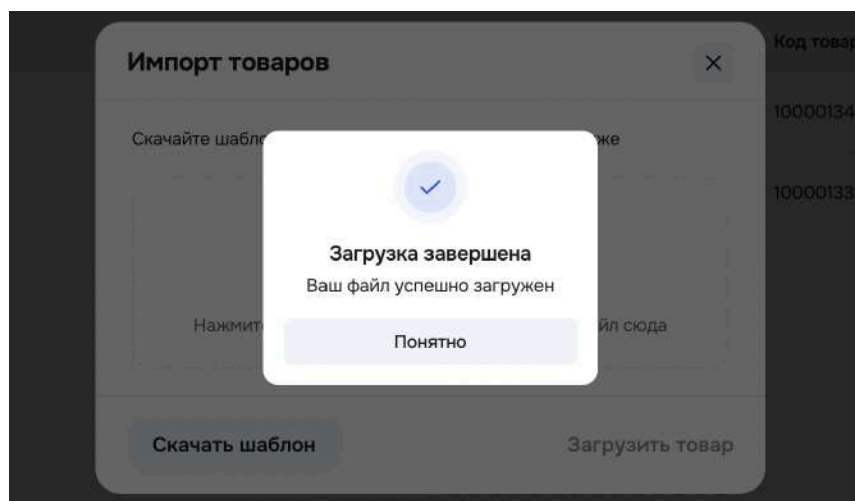 Импорт товаров
Код товар
10000134
Скачайте шабло
же
10000133
Загрузка завершена
Ваш файл успешно загружен
Нажмит
йл сюда
Понятно
Скачать шаблон
Загрузить товар